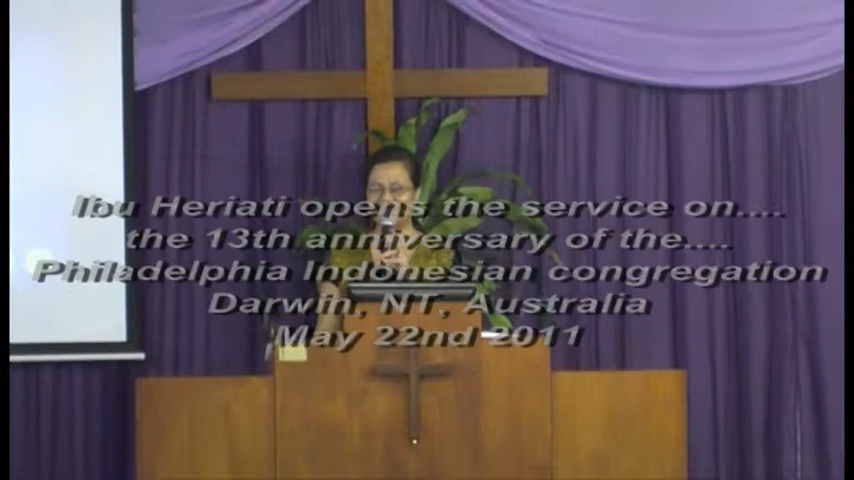 Ibu Heriati opens the service on....
the 13th anniversary of the....
Philadelphia Indonesian congregation
Darwin, NT, Australia
May 22nd 2011